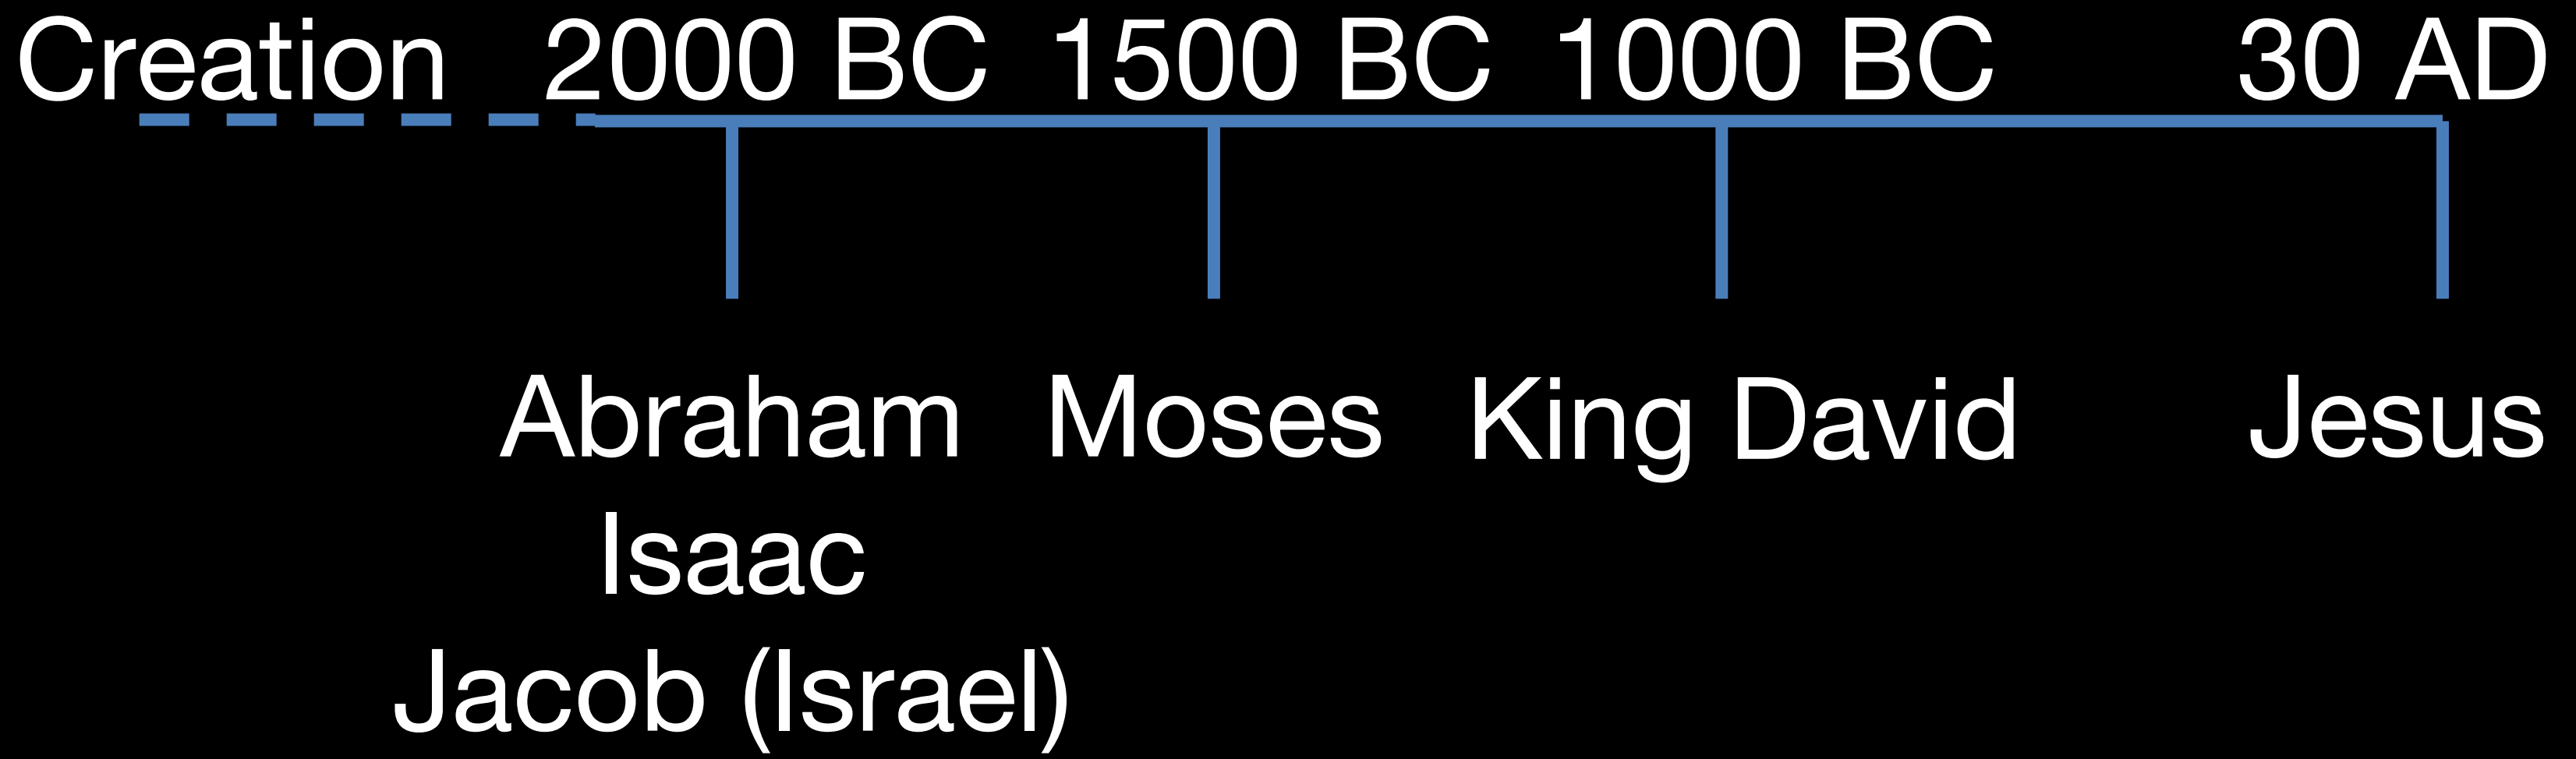 Creation 2000 BC 1500 BC 1000 BC 30 AD
Abraham Moses King David Jesus
Isaac
Jacob (Israel)